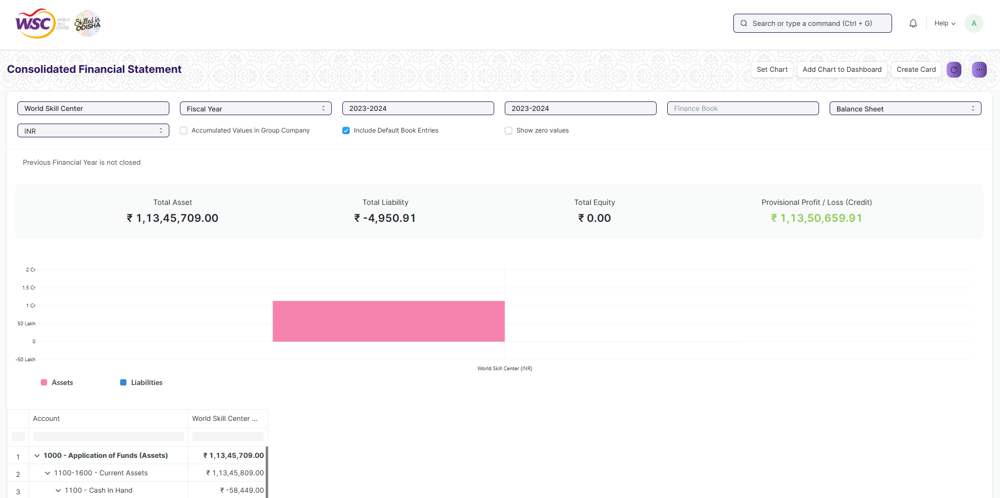 WSC WORLD SKILL CENTER
Skilled in ODISHA
Search or type a command (Ctrl + G)
Help
A
Consolidated Financial Statement
Set Chart
Add Chart to Dashboard
Create Card
World Skill Center
Fiscal Year
2023-2024
2023-2024
Finance Book
Balance Sheet
INR
Accumulated Values in Group Company
Include Default Book Entries
Show zero values
Previous Financial Year is not closed
Total Asset
₹ 1,13,45,709.00
Total Liability
₹ -4,950.91
Total Equity
₹ 0.00
Provisional Profit / Loss (Credit)
₹ 1,13,50,659.91
2 Cr
1.5 Cr
1 Cr
50 Lakh
0
-50 Lakh
World Skill Center (INR)
Assets
Liabilities
Account
World Skill Center ...
1 1000 - Application of Funds (Assets) ₹ 1,13,45,709.00
2 1100-1600 - Current Assets ₹ 1,13,45,809.00
3 1100 - Cash In Hand ₹ -58,449.00